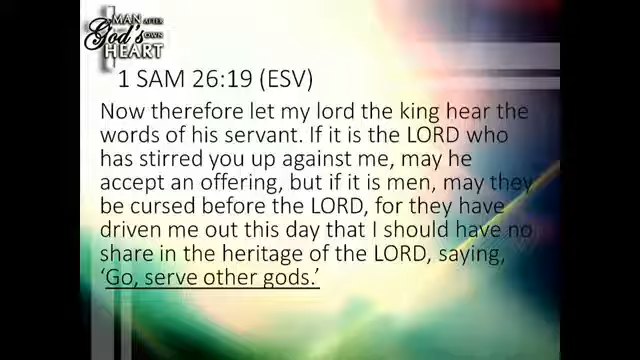 MAN AFTER
God's OWN
HEART
1 SAM 26:19 (ESV)
Now therefore let my lord the king hear the
words of his servant. If it is the LORD who
has stirred you up against me, may he
accept an offering, but if it is men, may they
be cursed before the LORD, for they have
driven me out this day that I should have no
share in the heritage of the LORD, saying,
‘Go, serve other gods.’